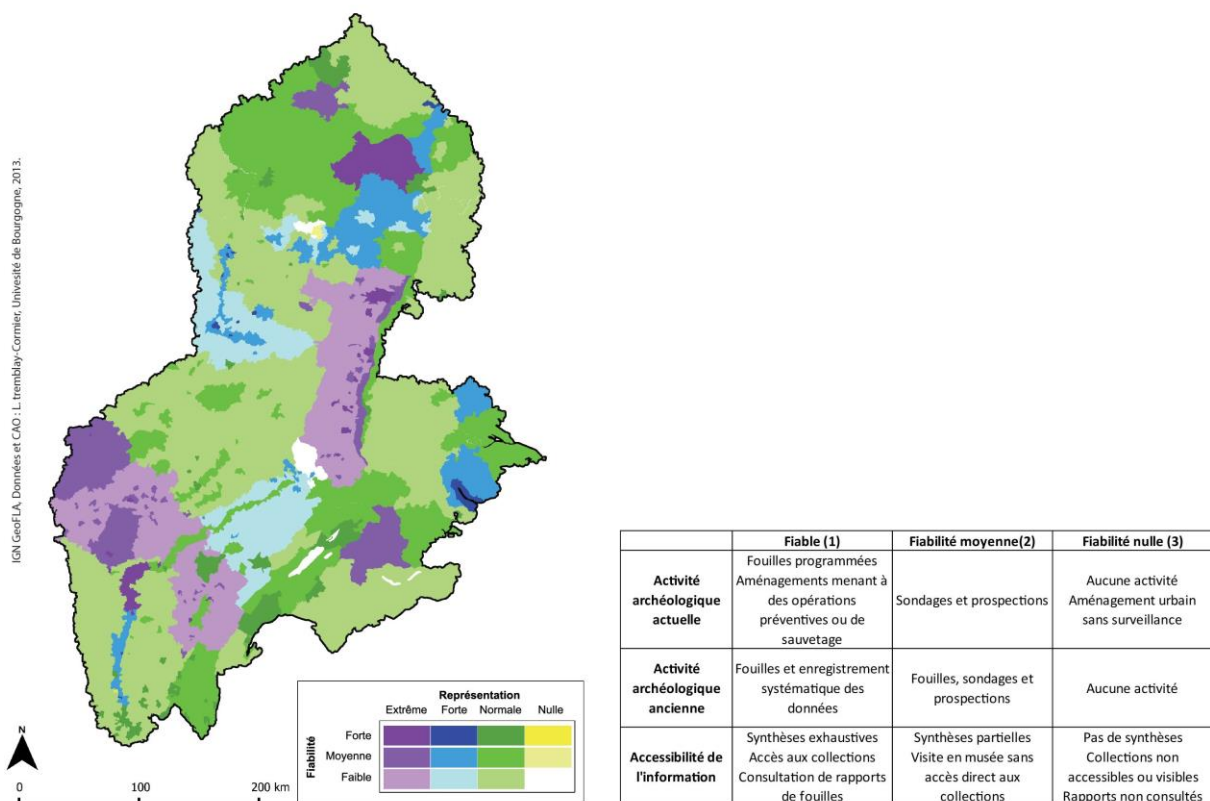 IGN GeoFLA, Données et CAO : L. tremblay-Cormier, Univesité de Bourgogne, 2013.
N
0 100 200 km
Représentation
Extrême Forte Normale Nulle
Fiabilité
Forte
Moyenne
Faible
Fiable (1) Fiabilité moyenne(2) Fiabilité nulle (3)
Activité
archéologique
actuelle
Fouilles programmées
Aménagements menant à
des opérations
préventives ou de
sauvetage
Sondages et prospections
Aucune activité
Aménagement urbain
sans surveillance
Activité
archéologique
ancienne
Fouilles et enregistrement
systématique des
données
Fouilles, sondages et
prospections
Aucune activité
Accessibilité de
l'information
Synthèses exhaustives
Accès aux collections
Consultation de rapports
de fouilles
Synthèses partielles
Visite en musée sans
accès direct aux
collections
Pas de synthèses
Collections non
accessibles ou visibles
Rapports non consultés